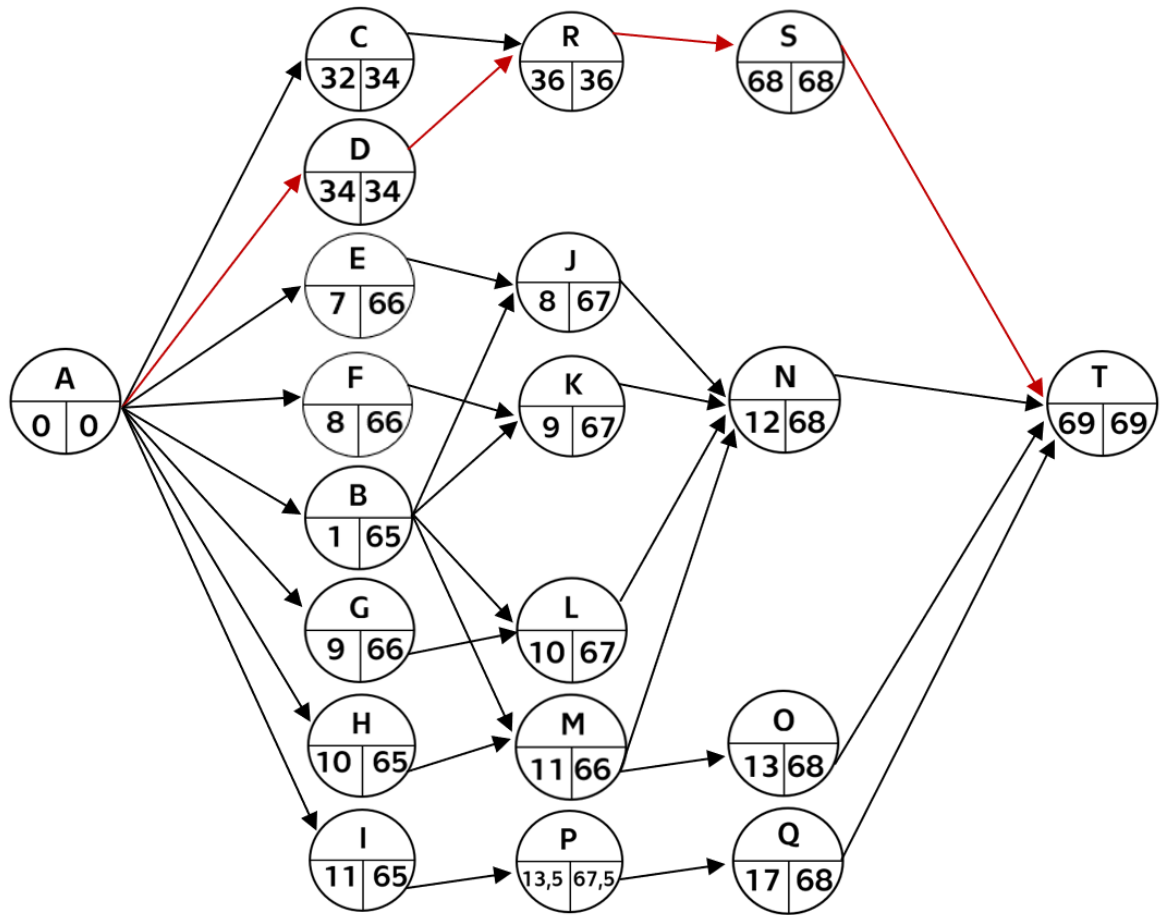 C
32 34
R
36 36
S
68 68
D
34 34
E
7 66
J
8 67
A
0 0
F
8 66
K
9 67
N
12 68
T
69 69
B
1 65
G
9 66
L
10 67
H
10 65
M
11 66
O
13 68
I
11 65
P
13,5 67,5
Q
17 68